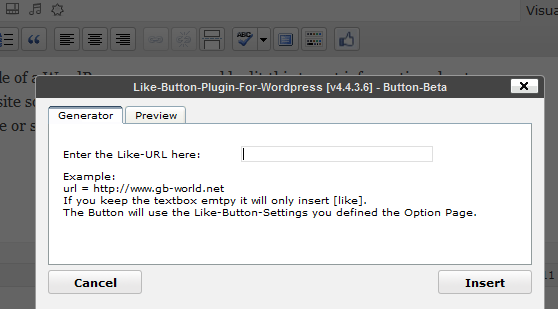 Visua
Like-Button-Plugin-For-Wordpress [v4.4.3.6] - Button-Beta
Generator
Preview
Enter the Like-URL here:
Example:
url = http://www.gb-world.net
If you keep the textbox emtpy it will only insert [like].
The Button will use the Like-Button-Settings you defined the Option Page.
Cancel
Insert